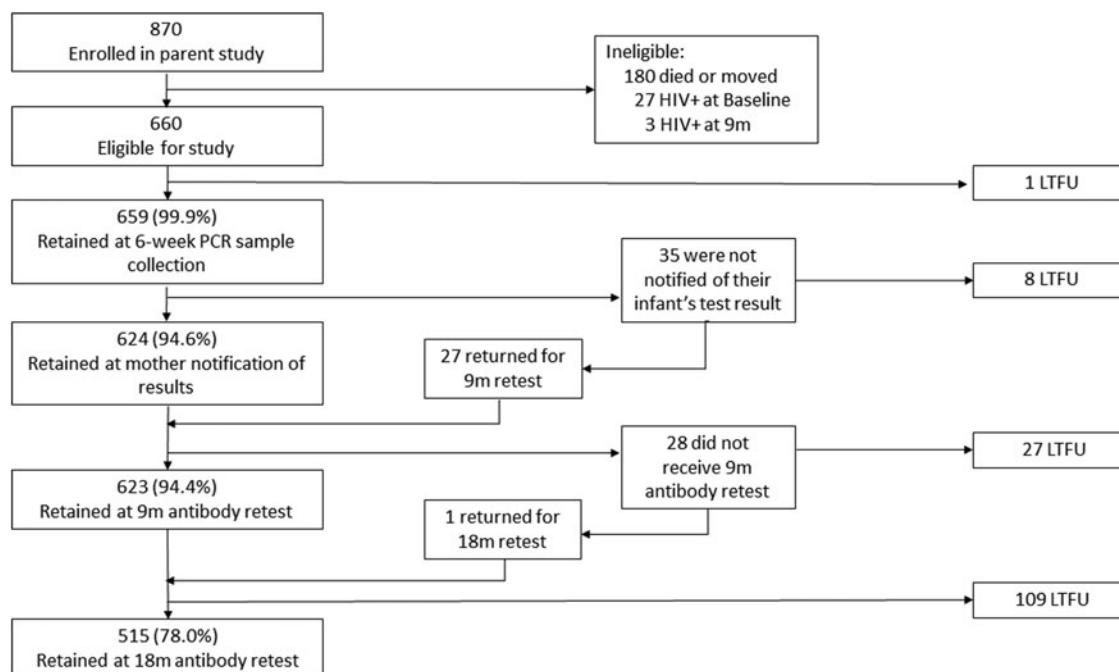 870
Enrolled in parent study
Ineligible:
180 died or moved
27 HIV+ at Baseline
3 HIV+ at 9m
660
Eligible for study
1 LTFU
659 (99.9%)
Retained at 6-week PCR sample
collection
35 were not
notified of their
infant's test result
8 LTFU
624 (94.6%)
Retained at mother notification of
results
27 returned for
9m retest
28 did not
receive 9m
antibody retest
27 LTFU
623 (94.4%)
Retained at 9m antibody retest
1 returned for
18m retest
109 LTFU
515 (78.0%)
Retained at 18m antibody retest